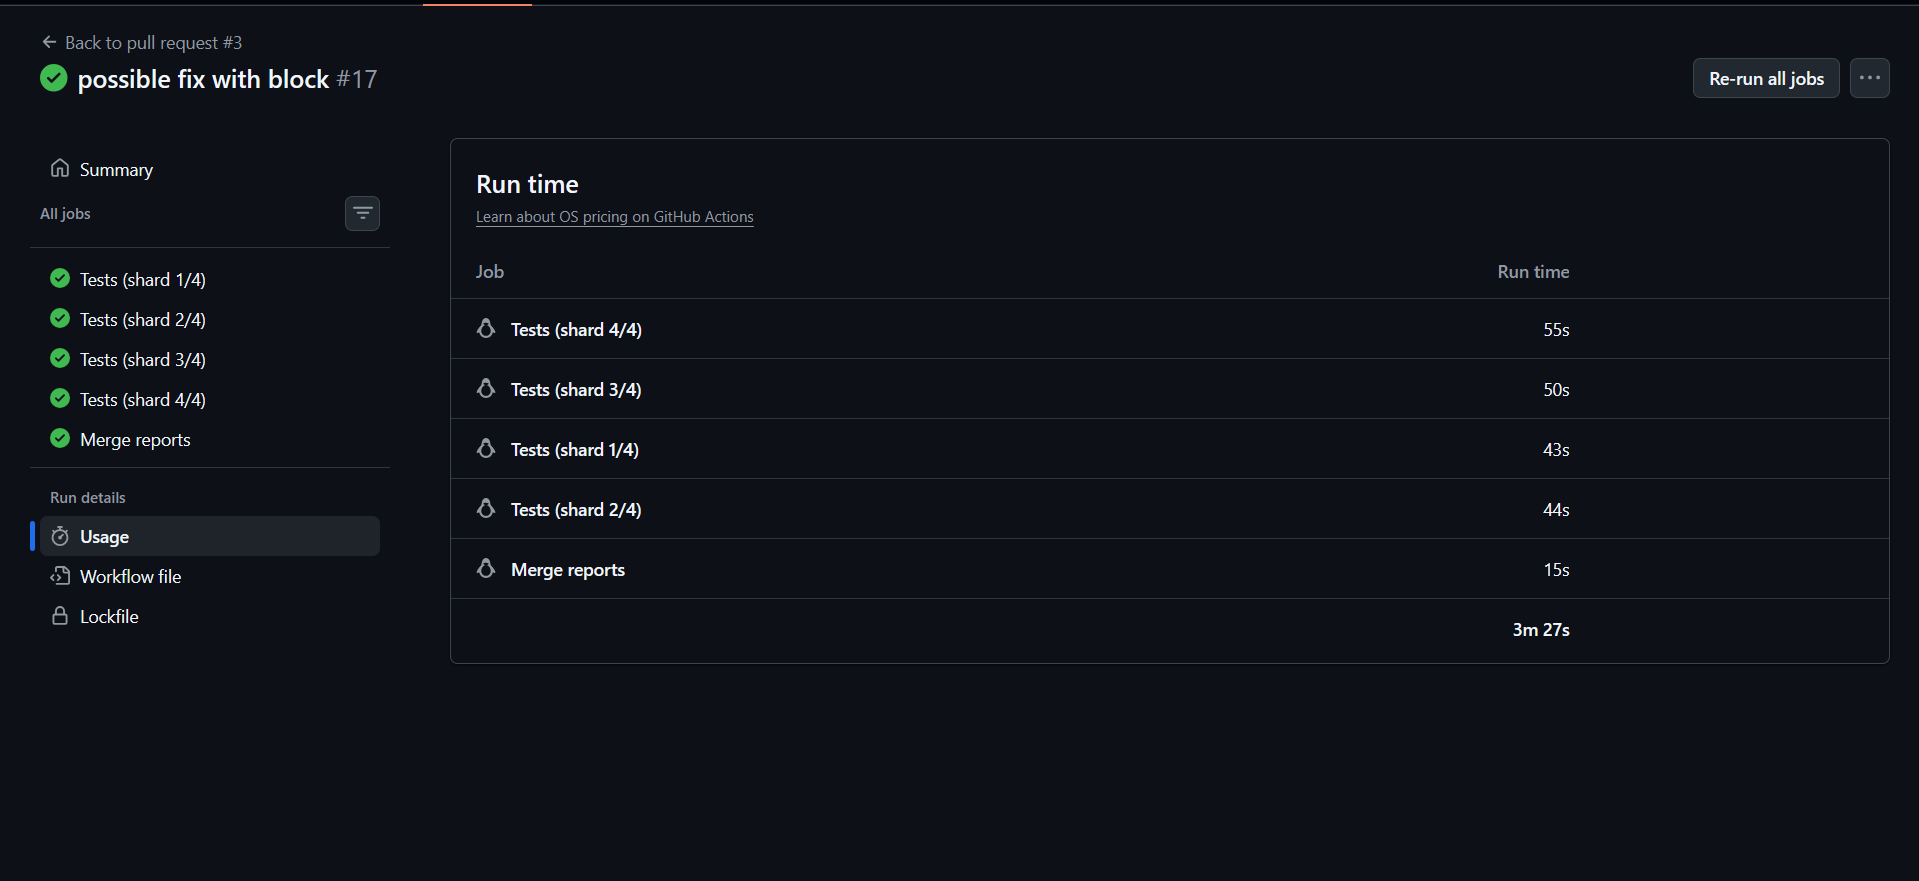 Back to pull request #3
possible fix with block #17
Re-run all jobs
Summary
All jobs
Tests (shard 1/4)
Tests (shard 2/4)
Tests (shard 3/4)
Tests (shard 4/4)
Merge reports
Run details
Usage
Workflow file
Lockfile
Run time
Learn about OS pricing on GitHub Actions
Job Run time
Tests (shard 4/4) 55s
Tests (shard 3/4) 50s
Tests (shard 1/4) 43s
Tests (shard 2/4) 44s
Merge reports 15s
3m 27s